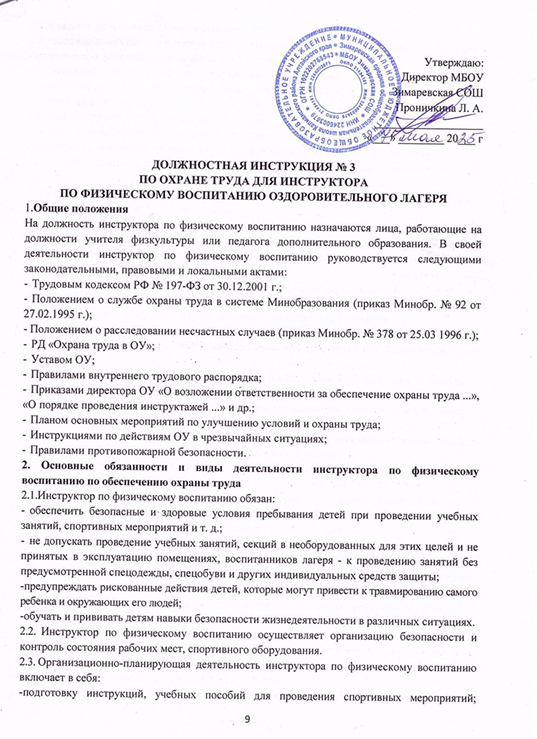 Утверждаю:
Директор МБОУ
Зимаревская СОШ
Проничкина Л. А.
мая 2025 г
ДОЛЖНОСТНАЯ ИНСТРУКЦИЯ № 3
ПО ОХРАНЕ ТРУДА ДЛЯ ИНСТРУКТОРА
ПО ФИЗИЧЕСКОМУ ВОСПИТАНИЮ ОЗДОРОВИТЕЛЬНОГО ЛАГЕРЯ
1.Общие положения
На должность инструктора по физическому воспитанию назначаются лица, работающие на
должности учителя физкультуры или педагога дополнительного образования. В своей
деятельности инструктор по физическому воспитанию руководствуется следующими
законодательными, правовыми и локальными актами:
- Трудовым кодексом РФ № 197-ФЗ от 30.12.2001 г.;
- Положением о службе охраны труда в системе Минобразования (приказ Минобр. № 92 от
27.02.1995 г.);
- Положением о расследовании несчастных случаев (приказ Минобр. № 378 от 25.03 1996 г.);
- РД «Охрана труда в ОУ»;
- Уставом ОУ;
- Правилами внутреннего трудового распорядка;
- Приказами директора ОУ «О возложении ответственности за обеспечение охраны труда ...»,
«О порядке проведения инструктажей ...» и др.;
- Планом основных мероприятий по улучшению условий и охраны труда;
- Инструкциями по действиям ОУ в чрезвычайных ситуациях;
- Правилами противопожарной безопасности.
2. Основные обязанности и виды деятельности инструктора по физическому
воспитанию по обеспечению охраны труда
2.1.Инструктор по физическому воспитанию обязан:
- обеспечить безопасные и здоровые условия пребывания детей при проведении учебных
занятий, спортивных мероприятий и т. д.;
- не допускать проведение учебных занятий, секций в необорудованных для этих целей и не
принятых в эксплуатацию помещениях, воспитанников лагеря - к проведению занятий без
предусмотренной спецодежды, спецобуви и других индивидуальных средств защиты;
-предупреждать рискованные действия детей, которые могут привести к травмированию самого
ребенка и окружающих его людей;
-обучать и прививать детям навыки безопасности жизнедеятельности в различных ситуациях.
2.2. Инструктор по физическому воспитанию осуществляет организацию безопасности и
контроль состояния рабочих мест, спортивного оборудования.
2.3. Организационно-планирующая деятельность инструктора по физическому воспитанию
включает в себя:
-подготовку инструкций, учебных пособий для проведения спортивных мероприятий;
9